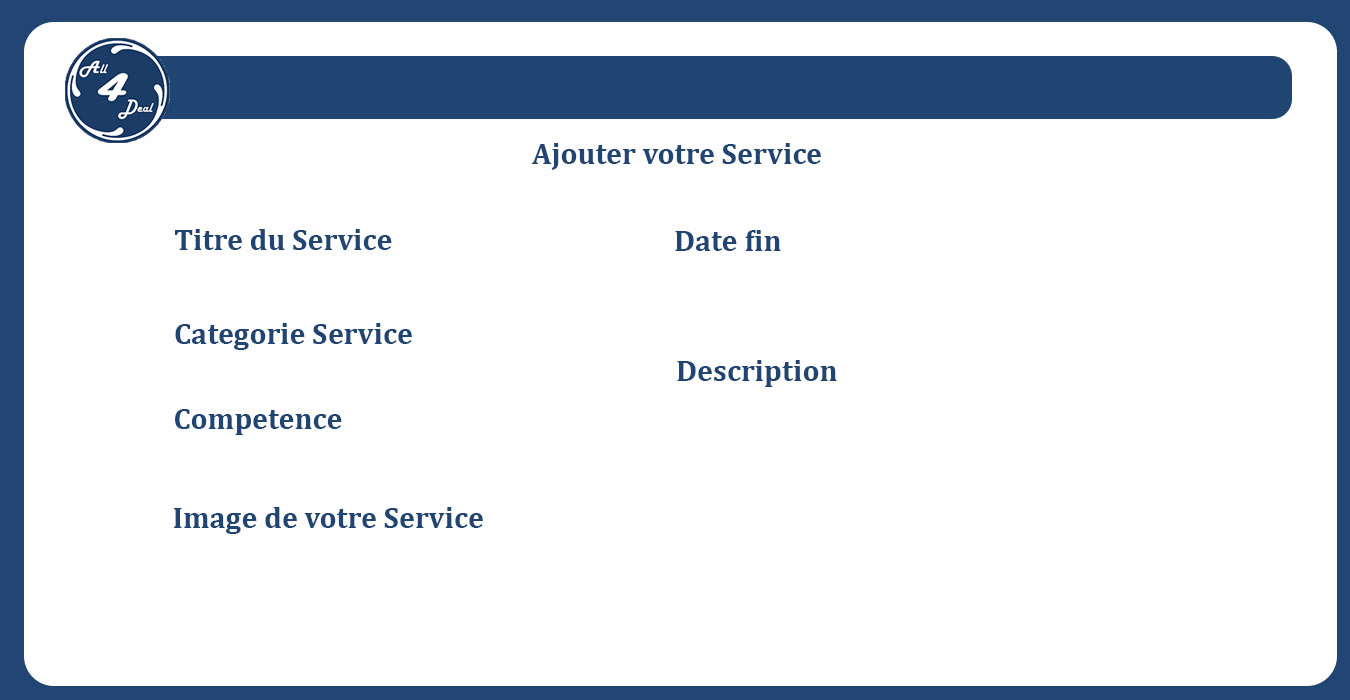 All
4
Deal
Ajouter votre Service
Titre du Service
Categorie Service
Competence
Image de votre Service
Date fin
Description